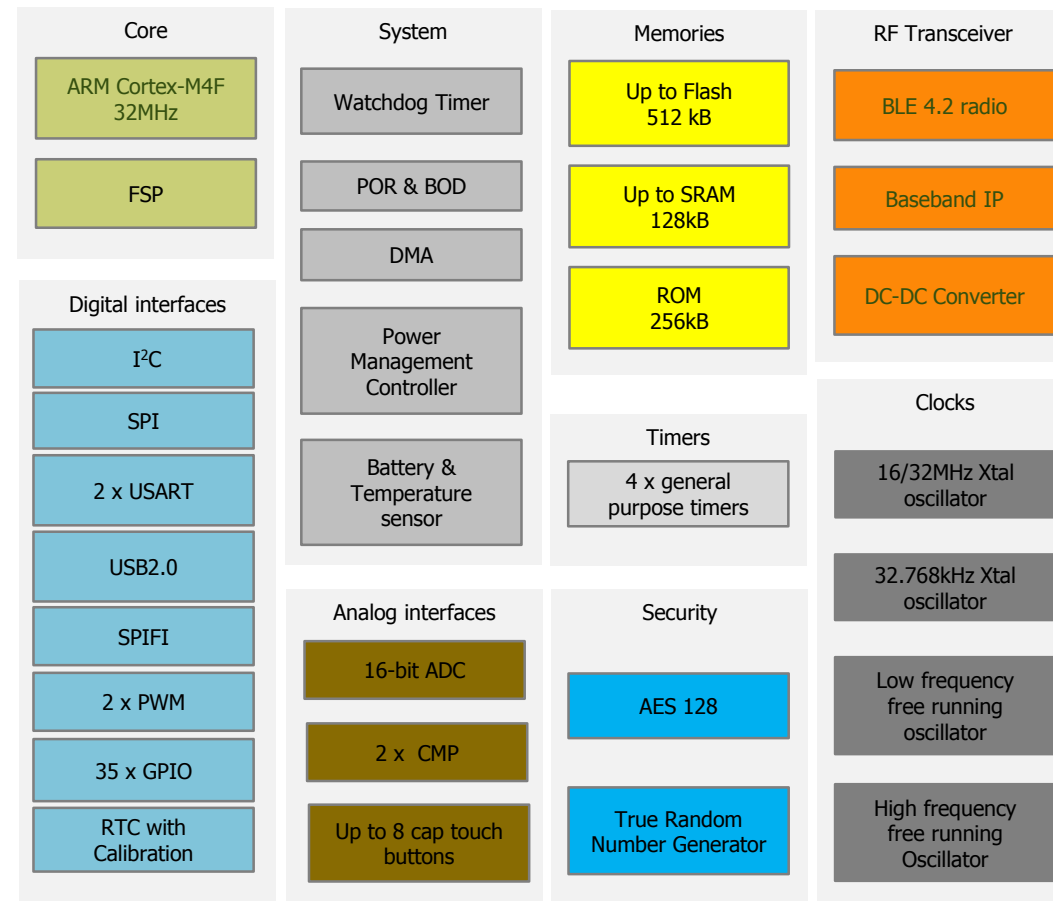 Core
ARM Cortex-M4F
32MHz
FSP
System
Watchdog Timer
POR & BOD
DMA
Power
Management
Controller
Battery &
Temperature
sensor
Memories
Up to Flash
512 kB
Up to SRAM
128kB
ROM
256kB
RF Transceiver
BLE 4.2 radio
Baseband IP
DC-DC Converter
Digital interfaces
I²C
SPI
2 x USART
USB2.0
SPIFI
2 x PWM
35 x GPIO
RTC with
Calibration
Analog interfaces
16-bit ADC
2 x CMP
Up to 8 cap touch
buttons
Timers
4 x general
purpose timers
Security
AES 128
True Random
Number Generator
Clocks
16/32MHz Xtal
oscillator
32.768kHz Xtal
oscillator
Low frequency
free running
oscillator
High frequency
free running
Oscillator